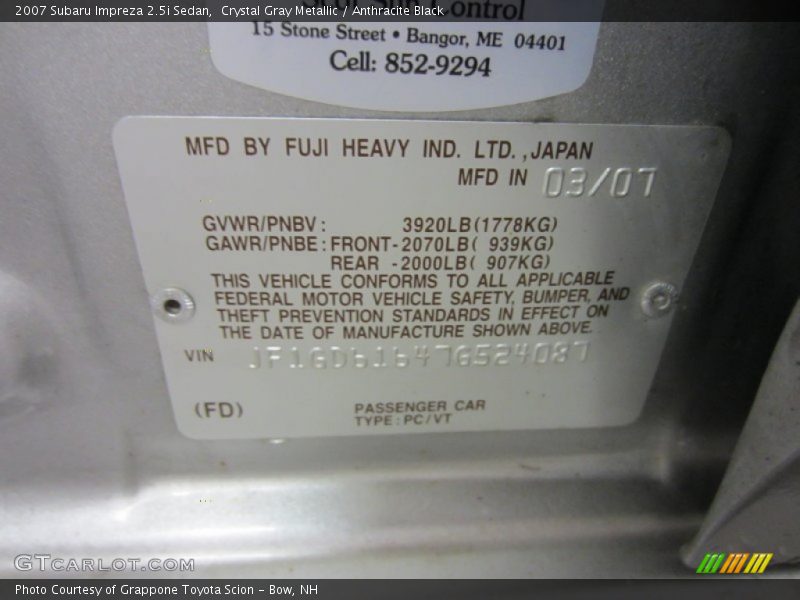 2007 Subaru Impreza 2.5i Sedan,  Crystal Gray Metallic / Anthracite Black
Control
15 Stone Street • Bangor, ME 04401
Cell: 852-9294
MFD BY FUJI HEAVY IND. LTD.,JAPAN
MFD IN 03/07
GVWR/PNBV: 3920LB(1778KG)
GAWR/PNBE:FRONT-2070LB( 939KG)
REAR -2000LB( 907KG)
THIS VEHICLE CONFORMS TO ALL APPLICABLE
FEDERAL MOTOR VEHICLE SAFETY, BUMPER, AND
THEFT PREVENTION STANDARDS IN EFFECT ON
THE DATE OF MANUFACTURE SHOWN ABOVE.
VIN JF1GD61647G524087
(FD) PASSENGER CAR
TYPE:PC/VT
GTCARLOT.COM
Photo Courtesy of Grappone Toyota Scion – Bow, NH